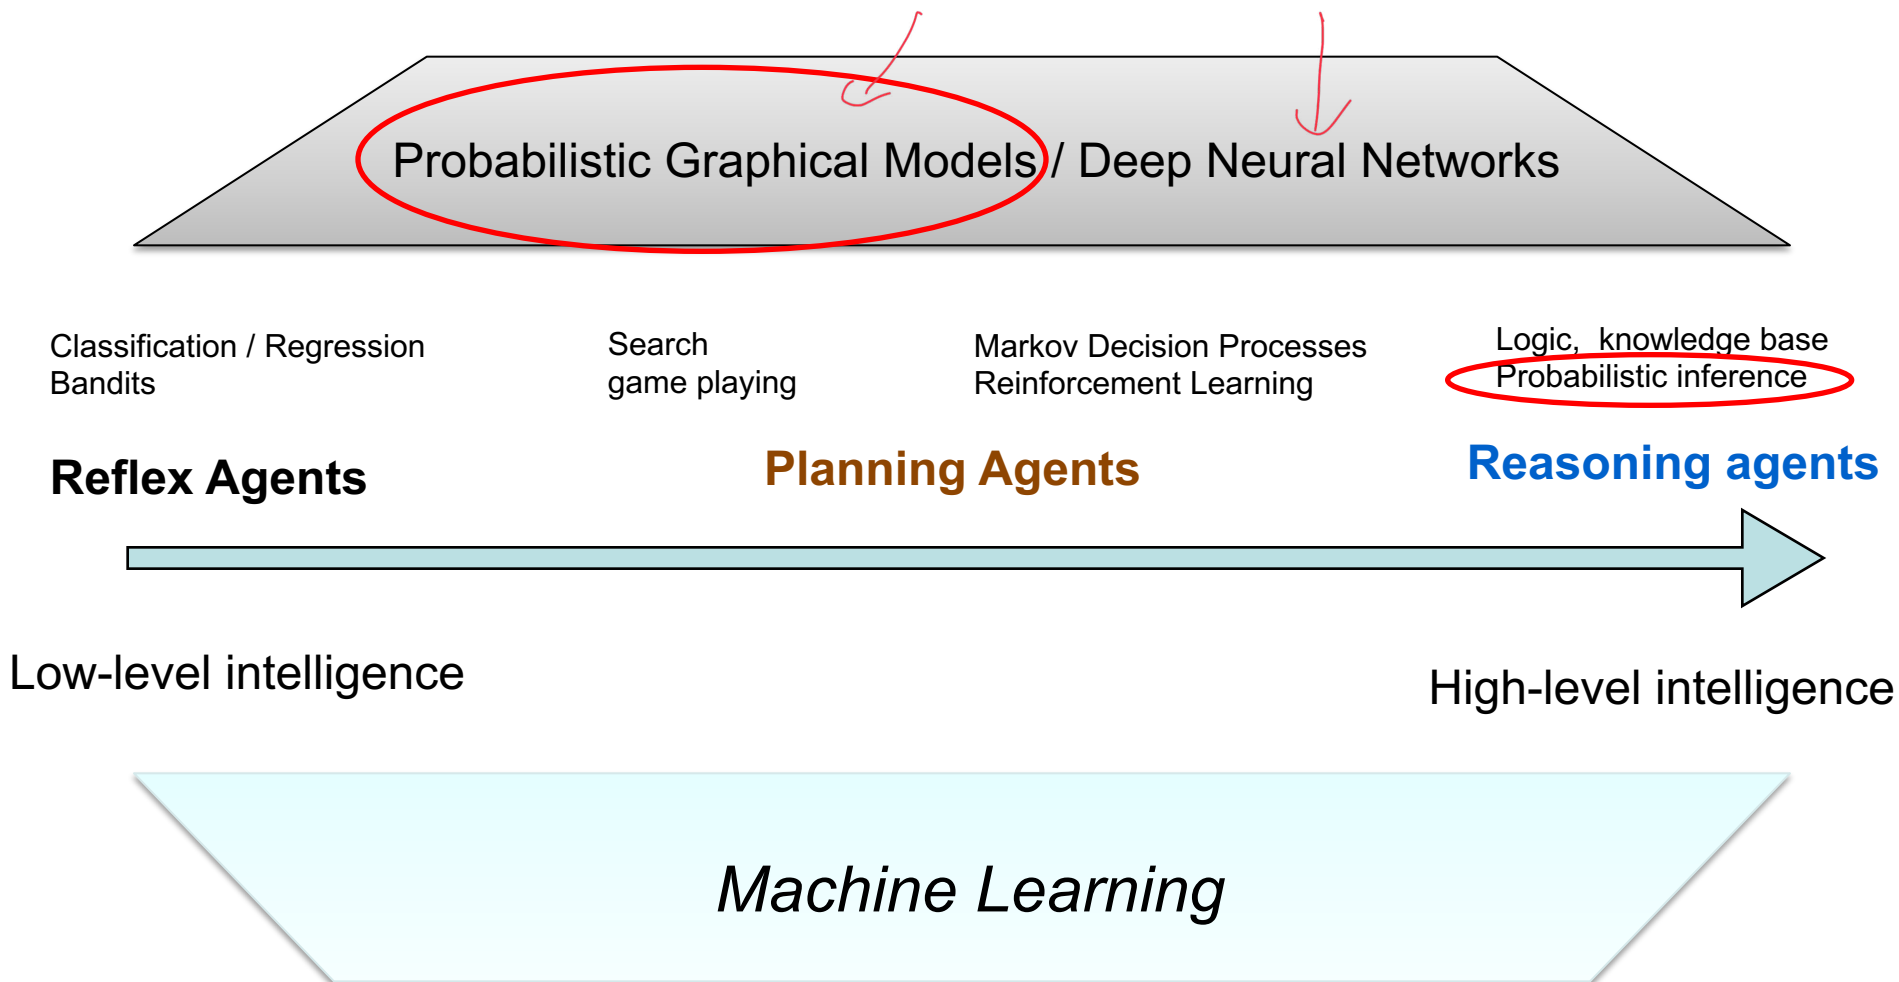 Probabilistic Graphical Models / Deep Neural Networks
Classification / Regression
Bandits
Search
game playing
Markov Decision Processes
Reinforcement Learning
Logic, knowledge base
Probabilistic inference
Reflex Agents
Planning Agents
Reasoning agents
Low-level intelligence
High-level intelligence
Machine Learning